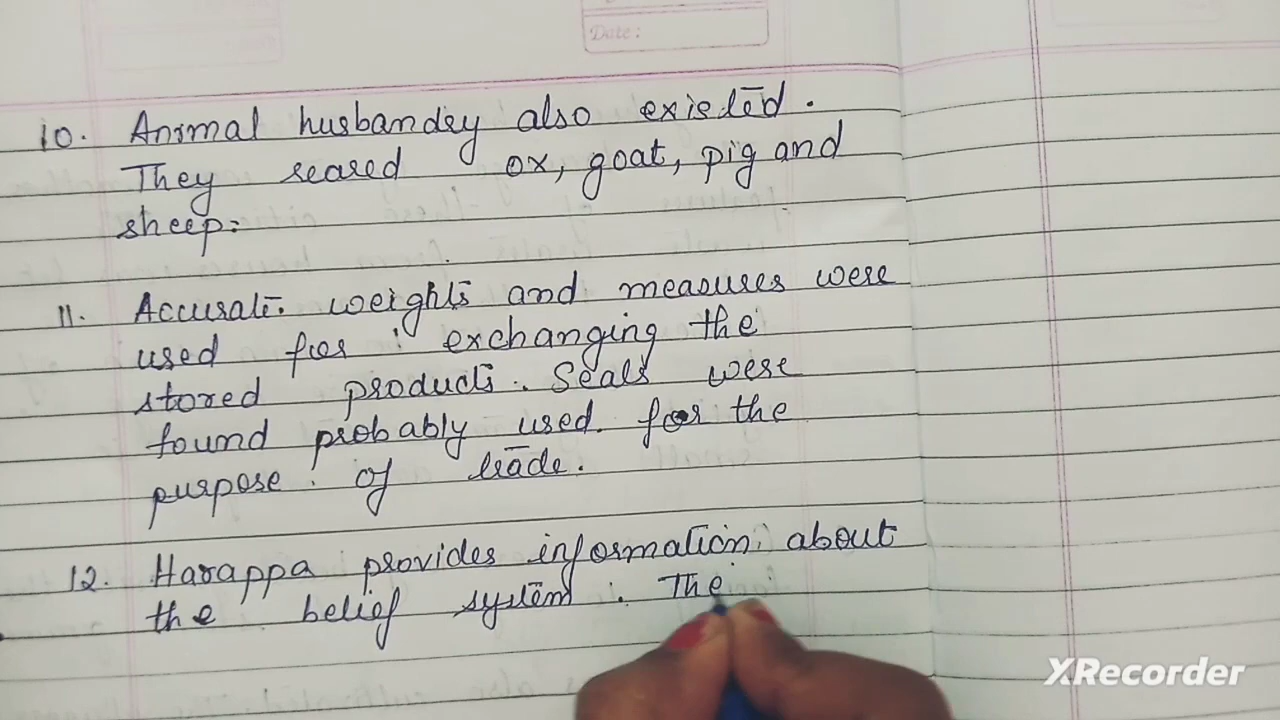 Date:
10. Animal husbandry also existed.
They reared ox, goat, pig and
sheep.
11. Accurate weights and measures were
used for exchanging the
stored products. Seals were
found probably used for the
purpose of trade.
12. Harappa provides information about
the belief system. The
XRecorder